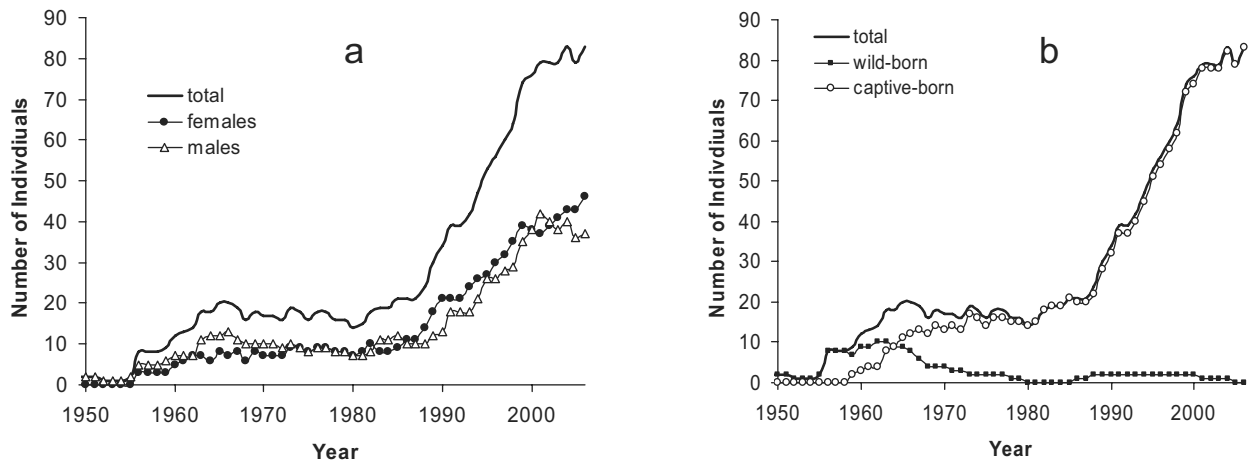 a
total
females
males
Number of Indivdiuals
90
80
70
60
50
40
30
20
10
0
1950 1960 1970 1980 1990 2000
Year
b
total
wild-born
captive-born
Number of Indivdiuals
90
80
70
60
50
40
30
20
10
0
1950 1960 1970 1980 1990 2000
Year